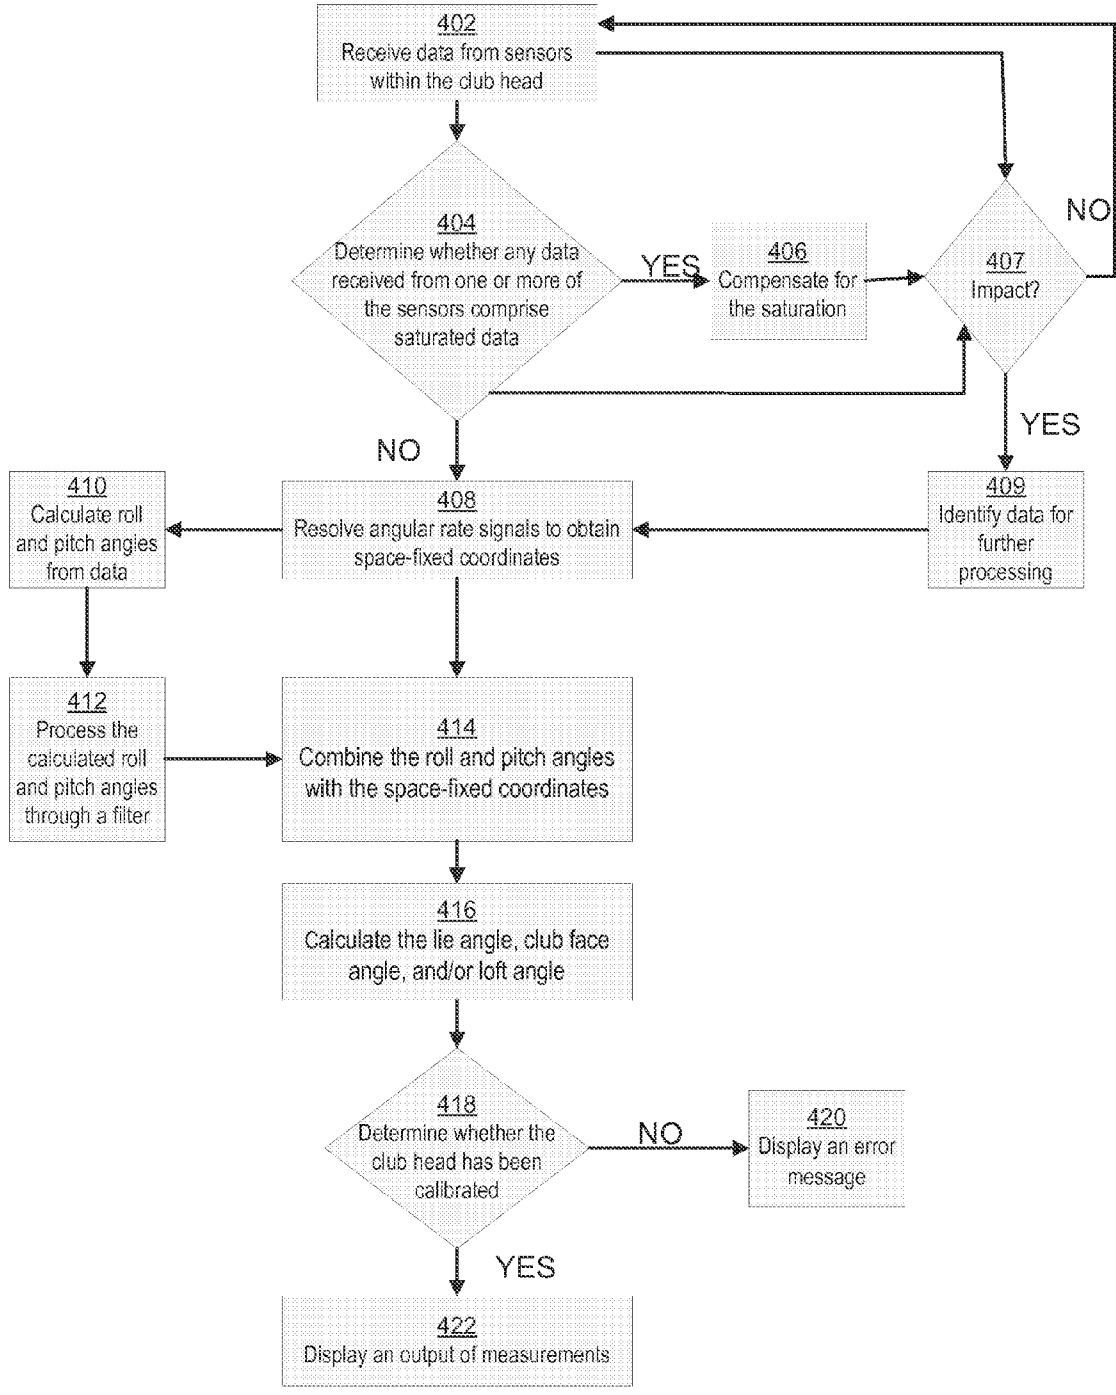 402
Receive data from sensors
within the club head
404
Determine whether any data
received from one or more of
the sensors comprise
saturated data
YES
406
Compensate for
the saturation
407
Impact?
NO
YES
NO
409
Identify data for
further
processing
408
Resolve angular rate signals to obtain
space-fixed coordinates
410
Calculate roll
and pitch angles
from data
412
Process the
calculated roll
and pitch angles
through a filter
414
Combine the roll and pitch angles
with the space-fixed coordinates
416
Calculate the lie angle, club face
angle, and/or loft angle
418
Determine whether the
club head has been
calibrated
NO
420
Display an error
message
YES
422
Display an output of measurements